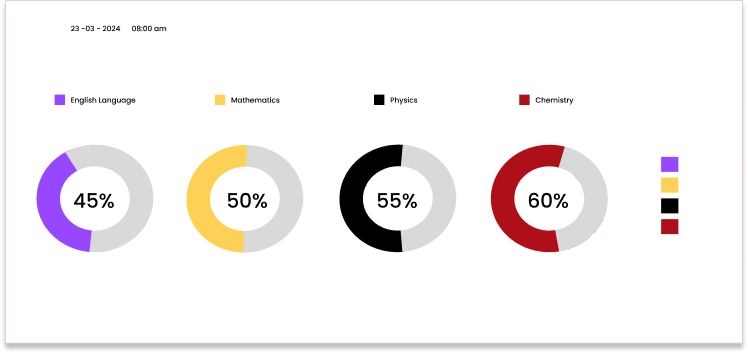 23 -03 - 2024 08:00 am
English Language Mathematics Physics Chemistry
45% 50% 55% 60%